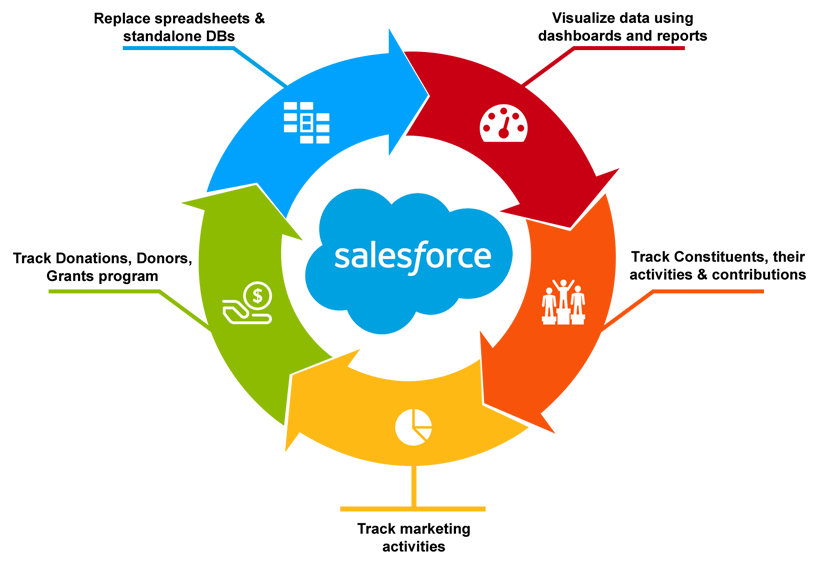 Replace spreadsheets &
standalone DBs
Visualize data using
dashboards and reports
salesforce
Track Donations, Donors,
Grants program
$
Track Constituents, their
activities & contributions
Track marketing
activities